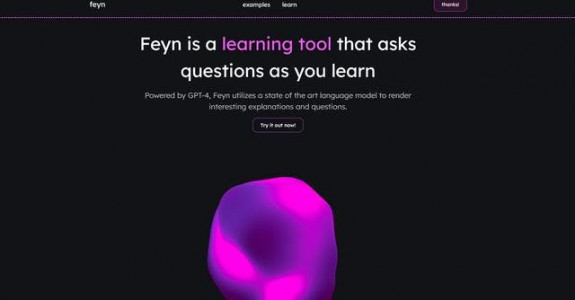 feyn examples learn thanks!
Feyn is a learning tool that asks
questions as you learn
Powered by GPT-4, Feyn utilizes a state of the art language model to render
interesting explanations and questions.
Try it out now!